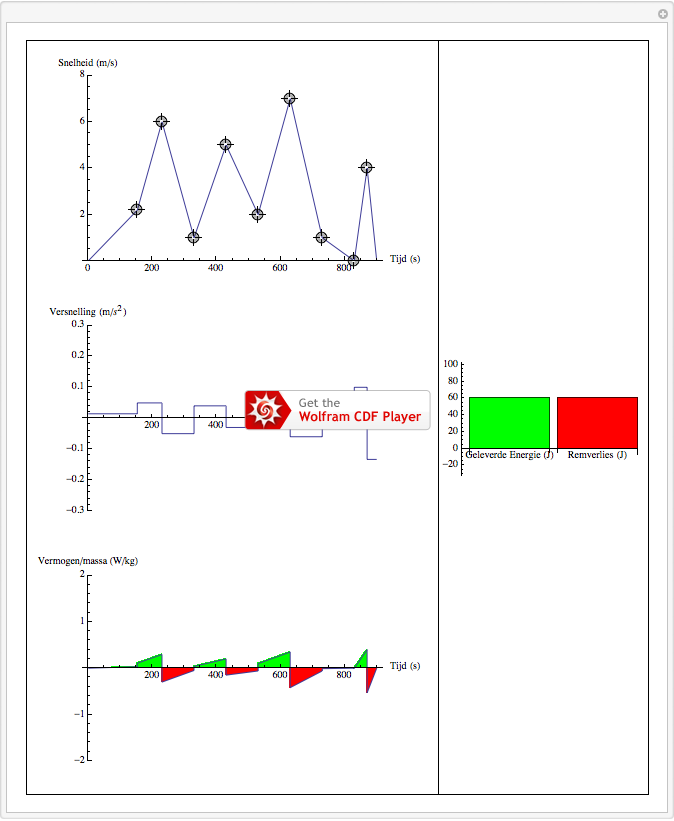 Snelheid (m/s)
8
6
4
2
0 200 400 600 800 Tijd (s)
Versnelling (m/s²)
0.3
0.2
0.1
200 400
−0.1
−0.2
−0.3
Get the
Wolfram CDF Player
100
80
60
40
20
0
−20
Geleverde Energie (J) Remverlies (J)
Vermogen/massa (W/kg)
2
1
200 400 600 800 Tijd (s)
−1
−2